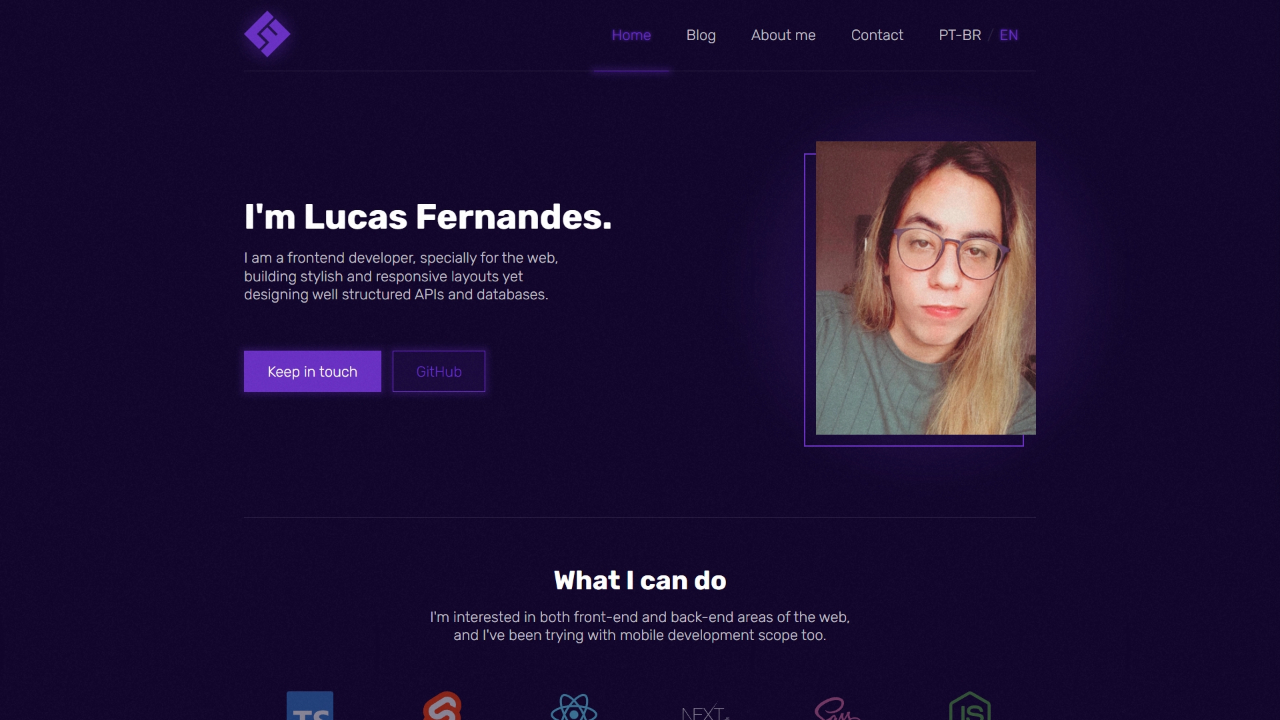 Home
Blog
About me
Contact
PT-BR / EN
I'm Lucas Fernandes.
I am a frontend developer, specially for the web,
building stylish and responsive layouts yet
designing well structured APIs and databases.
Keep in touch
GitHub
What I can do
I'm interested in both front-end and back-end areas of the web,
and I've been trying with mobile development scope too.
TS
NEXT
Sass
JS